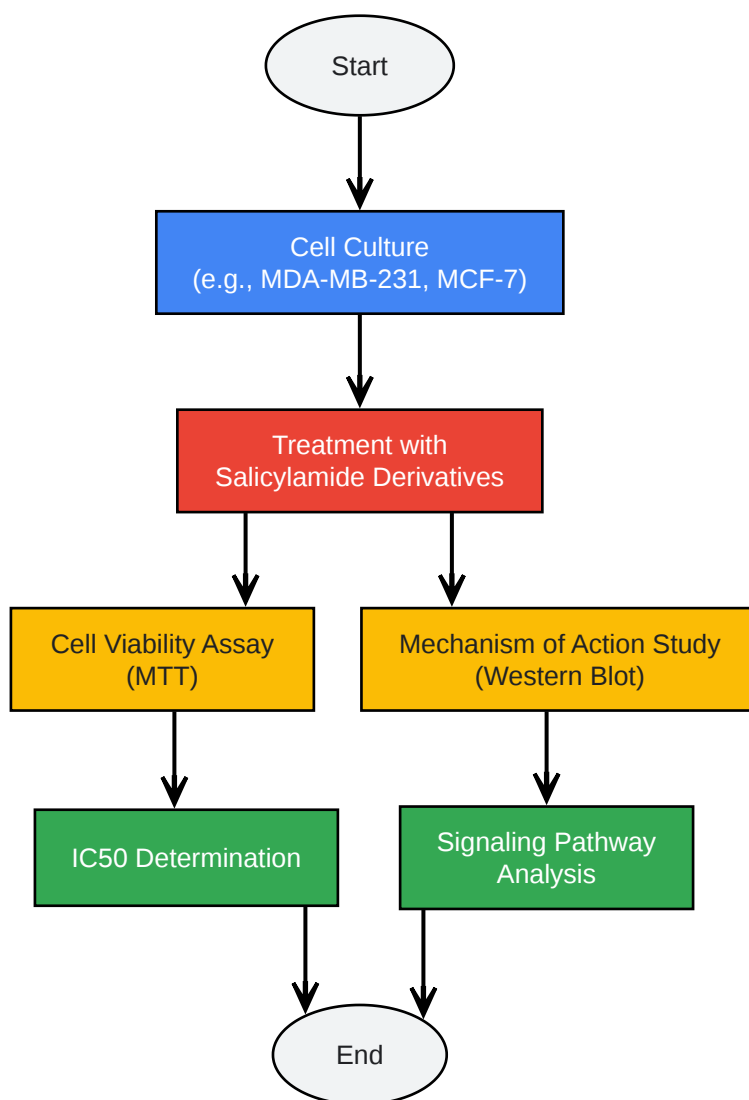 Start
Cell Culture
(e.g., MDA-MB-231, MCF-7)
Treatment with
Salicylamide Derivatives
Cell Viability Assay
(MTT)
Mechanism of Action Study
(Western Blot)
IC50 Determination
Signaling Pathway
Analysis
End